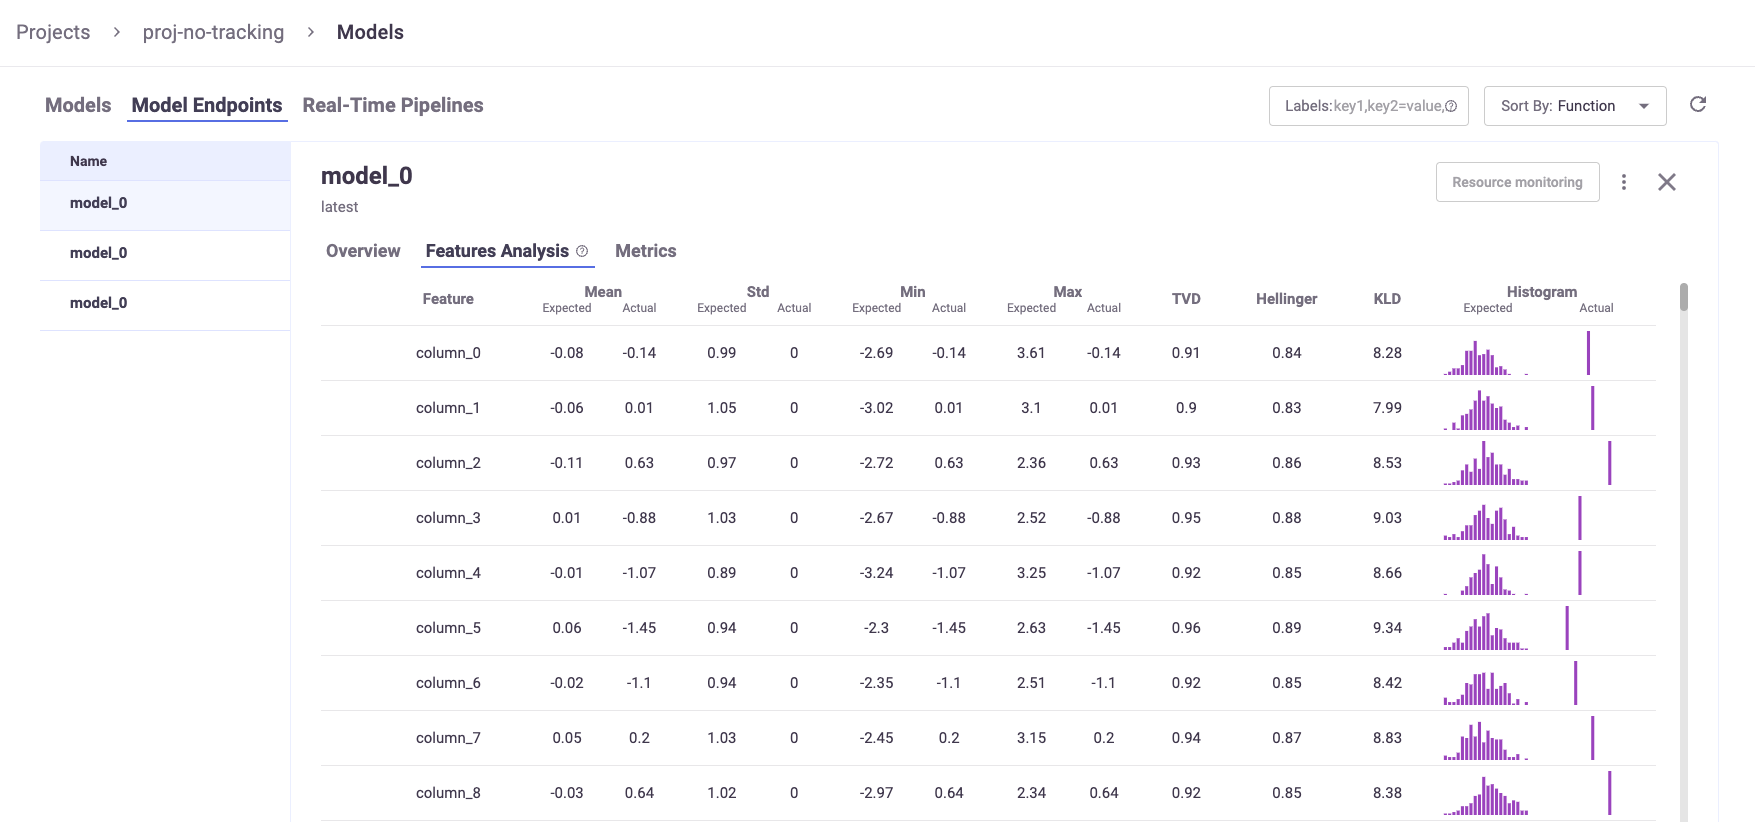 Projects > proj-no-tracking > Models
Models Model Endpoints Real-Time Pipelines
Labels:key1,key2=value,
Sort By: Function
Name
model_0
model_0
model_0
model_0
latest
Resource monitoring
Overview Features Analysis Metrics
Feature Mean Std Min Max TVD Hellinger KLD Histogram
Expected Actual Expected Actual Expected Actual Expected Actual Expected Actual
column_0 -0.08 -0.14 0.99 0 -2.69 -0.14 3.61 -0.14 0.91 0.84 8.28
column_1 -0.06 0.01 1.05 0 -3.02 0.01 3.1 0.01 0.9 0.83 7.99
column_2 -0.11 0.63 0.97 0 -2.72 0.63 2.36 0.63 0.93 0.86 8.53
column_3 0.01 -0.88 1.03 0 -2.67 -0.88 2.52 -0.88 0.95 0.88 9.03
column_4 -0.01 -1.07 0.89 0 -3.24 -1.07 3.25 -1.07 0.92 0.85 8.66
column_5 0.06 -1.45 0.94 0 -2.3 -1.45 2.63 -1.45 0.96 0.89 9.34
column_6 -0.02 -1.1 0.94 0 -2.35 -1.1 2.51 -1.1 0.92 0.85 8.42
column_7 0.05 0.2 1.03 0 -2.45 0.2 3.15 0.2 0.94 0.87 8.83
column_8 -0.03 0.64 1.02 0 -2.97 0.64 2.34 0.64 0.92 0.85 8.38